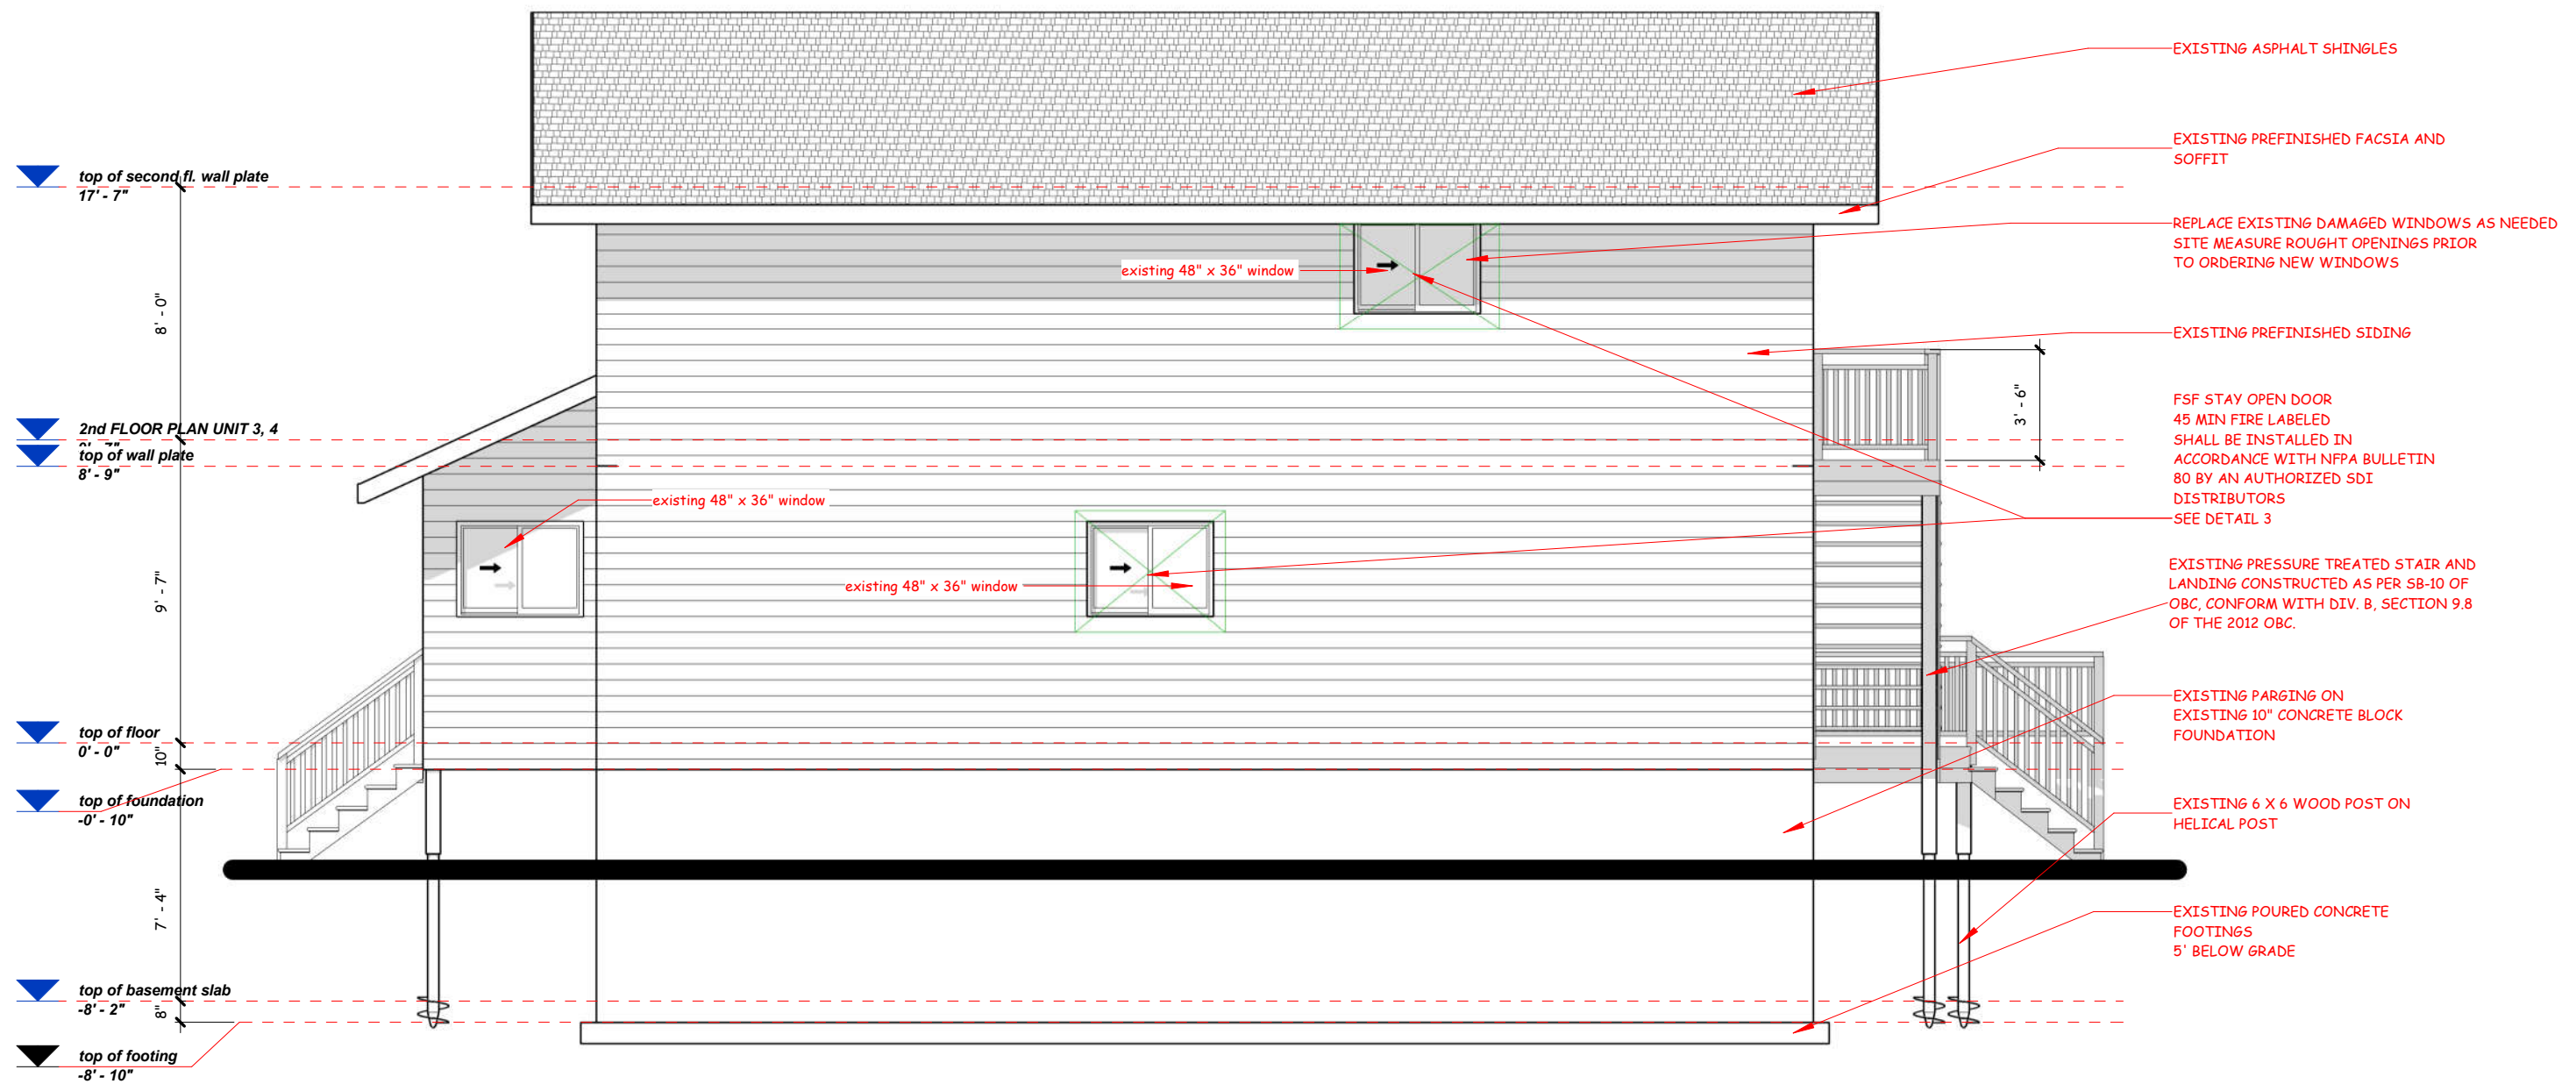 EXISTING ASPHALT SHINGLES
EXISTING PREFINISHED FACSIA AND
SOFFIT
top of second fl. wall plate
17' - 7"
REPLACE EXISTING DAMAGED WINDOWS AS NEEDED
SITE MEASURE ROUGHT OPENINGS PRIOR
TO ORDERING NEW WINDOWS
existing 48" x 36" window
8' - 0"
EXISTING PREFINISHED SIDING
3' - 6"
FSF STAY OPEN DOOR
45 MIN FIRE LABELED
SHALL BE INSTALLED IN
ACCORDANCE WITH NFPA BULLETIN
80 BY AN AUTHORIZED SDI
DISTRIBUTORS
SEE DETAIL 3
2nd FLOOR PLAN UNIT 3, 4
9' - 7"
top of wall plate
8' - 9"
existing 48" x 36" window
existing 48" x 36" window
9' - 7"
EXISTING PRESSURE TREATED STAIR AND
LANDING CONSTRUCTED AS PER SB-10 OF
OBC, CONFORM WITH DIV. B, SECTION 9.8
OF THE 2012 OBC.
EXISTING PARGING ON
EXISTING 10" CONCRETE BLOCK
FOUNDATION
top of floor
0' - 0"
10"
top of foundation
-0' - 10"
EXISTING 6 X 6 WOOD POST ON
HELICAL POST
7' - 4"
EXISTING POURED CONCRETE
FOOTINGS
5' BELOW GRADE
top of basement slab
-8' - 2"
8"
top of footing
-8' - 10"